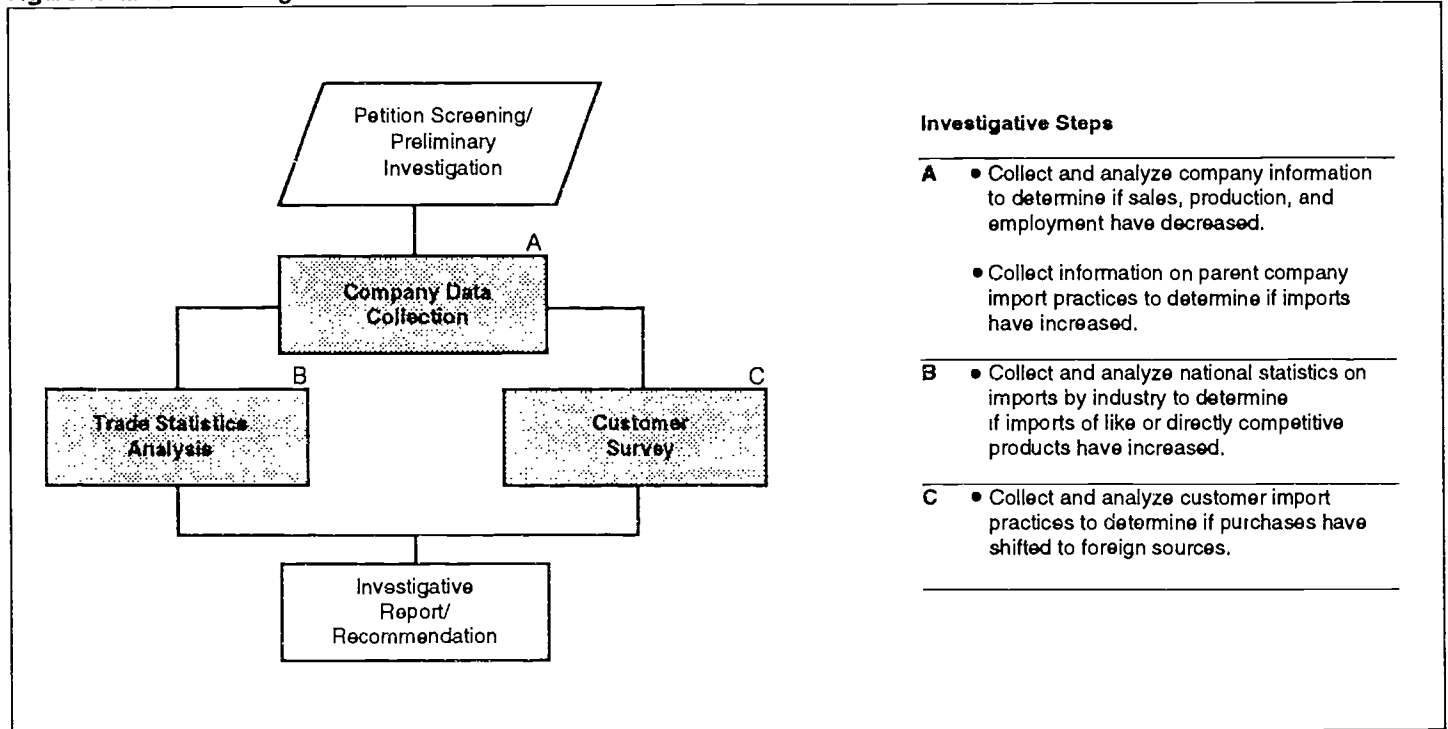 Petition Screening/
Preliminary
Investigation
A
Company Data
Collection
B
Trade Statistics
Analysis
C
Customer
Survey
Investigative
Report/
Recommendation
Investigative Steps
A • Collect and analyze company information
to determine if sales, production, and
employment have decreased.
• Collect information on parent company
import practices to determine if imports
have increased.
B • Collect and analyze national statistics on
imports by industry to determine
if imports of like or directly competitive
products have increased.
C • Collect and analyze customer import
practices to determine if purchases have
shifted to foreign sources.